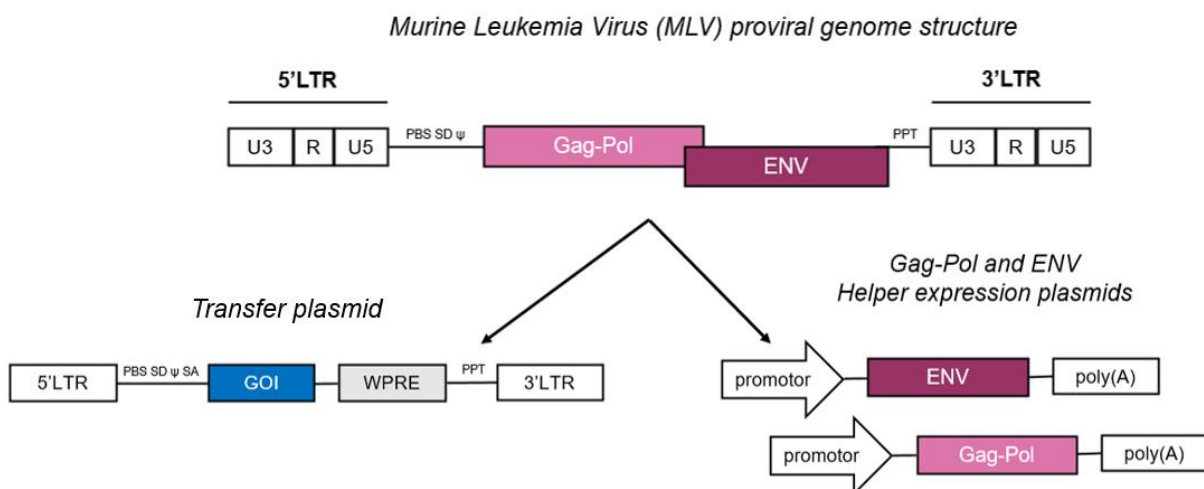 Murine Leukemia Virus (MLV) proviral genome structure
5'LTR
3'LTR
U3 R U5
PBS SD ψ
Gag-Pol
ENV
PPT
U3 R U5
Gag-Pol and ENV
Helper expression plasmids
Transfer plasmid
5'LTR
PBS SD ψ SA
GOI
WPRE
PPT
3'LTR
promotor
ENV
poly(A)
promotor
Gag-Pol
poly(A)